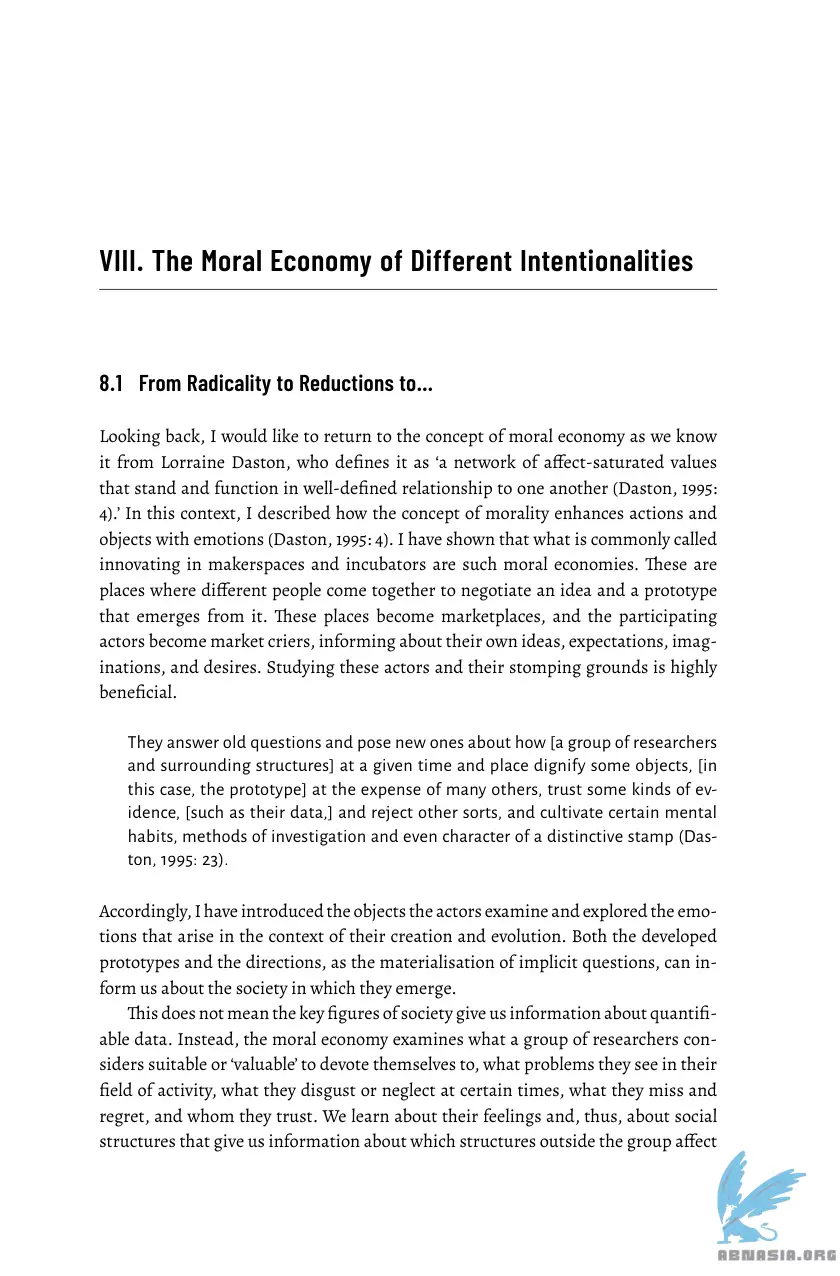 VIII. The Moral Economy of Different Intentionalities
8.1 From Radicality to Reductions to…
Looking back, I would like to return to the concept of moral economy as we know
it from Lorraine Daston, who defines it as ‘a network of affect-saturated values
that stand and function in well-defined relationship to one another (Daston, 1995:
4).’ In this context, I described how the concept of morality enhances actions and
objects with emotions (Daston, 1995: 4). I have shown that what is commonly called
innovating in makerspaces and incubators are such moral economies. These are
places where different people come together to negotiate an idea and a prototype
that emerges from it. These places become marketplaces, and the participating
actors become market criers, informing about their own ideas, expectations, imag-
inations, and desires. Studying these actors and their stomping grounds is highly
beneficial.
They answer old questions and pose new ones about how [a group of researchers
and surrounding structures] at a given time and place dignify some objects, [in
this case, the prototype] at the expense of many others, trust some kinds of ev-
idence, [such as their data,] and reject other sorts, and cultivate certain mental
habits, methods of investigation and even character of a distinctive stamp (Das-
ton, 1995: 23).
Accordingly, I have introduced the objects the actors examine and explored the emo-
tions that arise in the context of their creation and evolution. Both the developed
prototypes and the directions, as the materialisation of implicit questions, can in-
form us about the society in which they emerge.
This does not mean the key figures of society give us information about quantifi-
able data. Instead, the moral economy examines what a group of researchers con-
siders suitable or ‘valuable’ to devote themselves to, what problems they see in their
field of activity, what they disgust or neglect at certain times, what they miss and
regret, and whom they trust. We learn about their feelings and, thus, about social
structures that give us information about which structures outside the group affect
ABNASIA.ORG